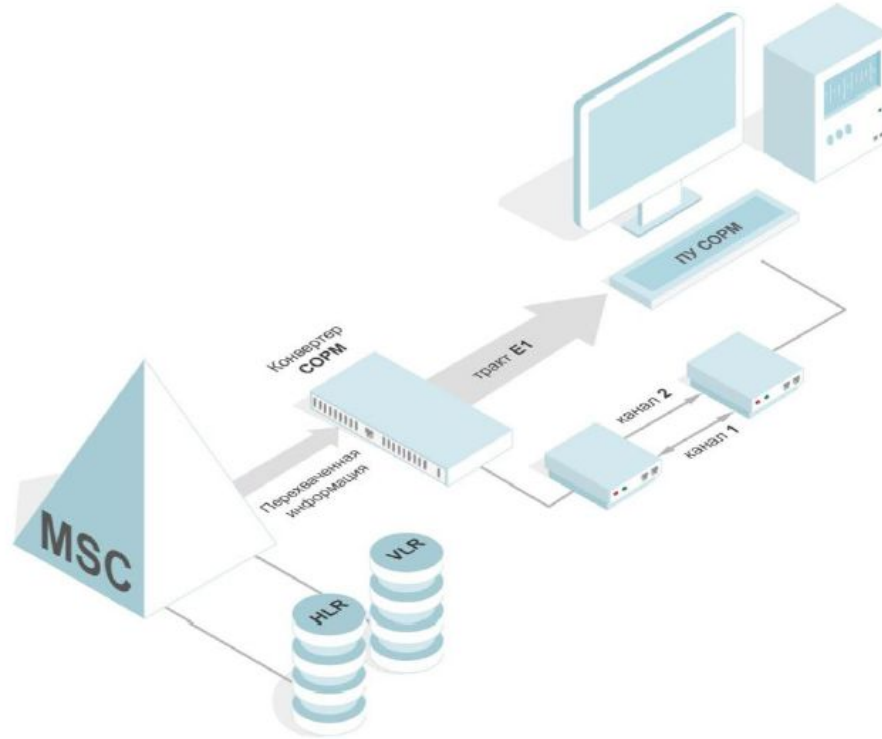 ПУ СОРМ
Конвертер
СОРМ
тракт E1
канал 2
канал 1
Перехваченная
информация
MSC
VLR
HLR